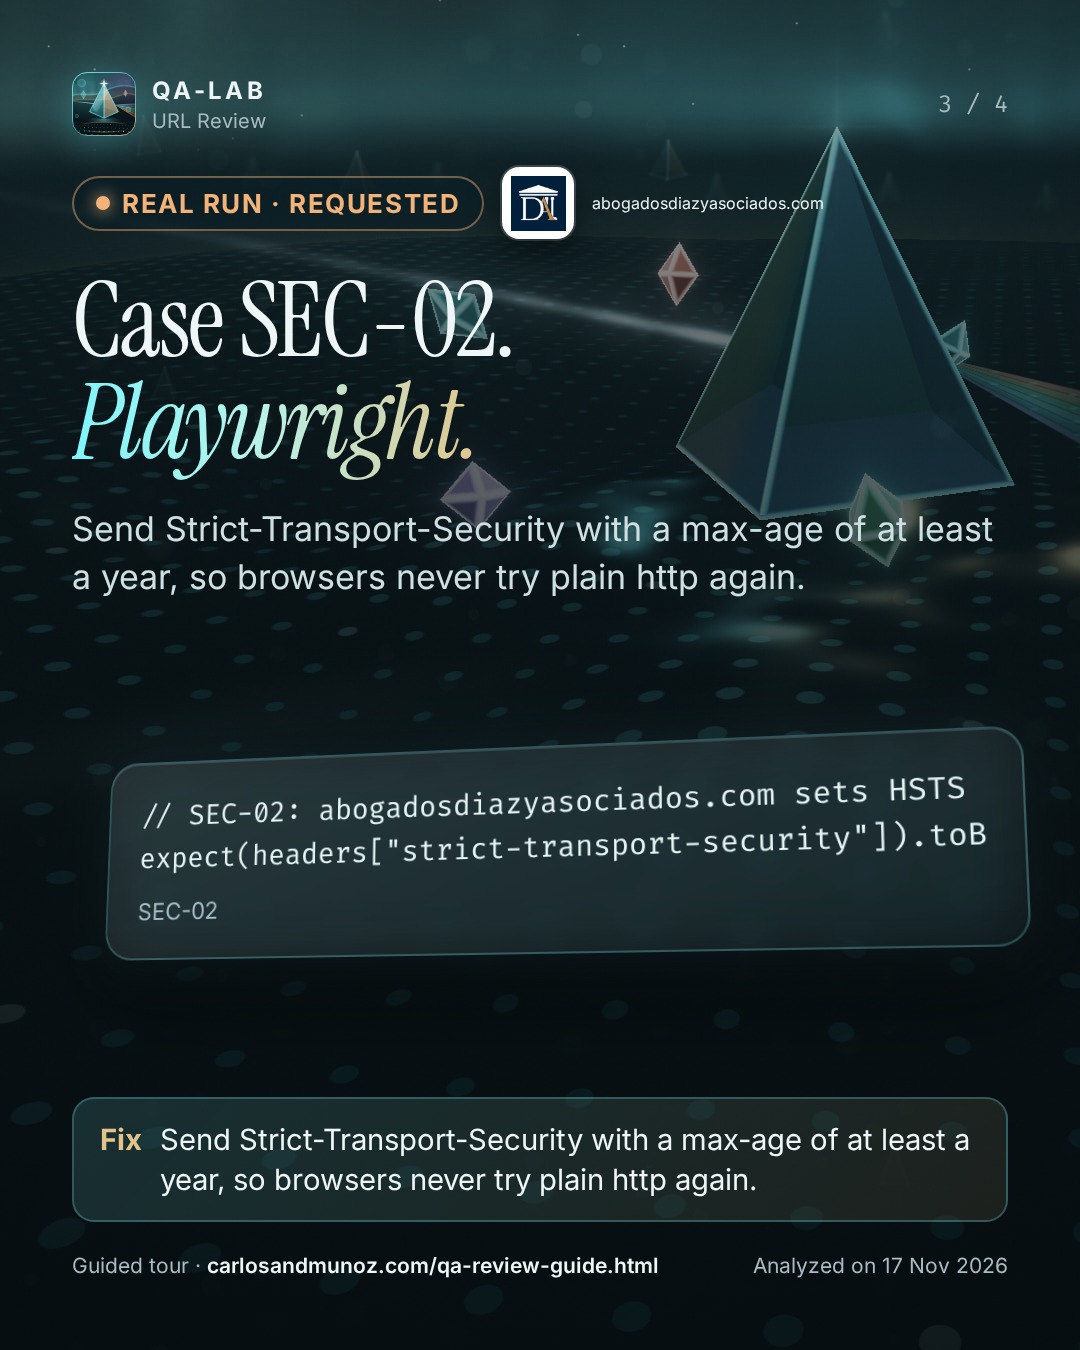 QA-LAB
URL Review
3 / 4
REAL RUN · REQUESTED
abogadosdiazyasociados.com
Case SEC-02.
Playwright.
Send Strict-Transport-Security with a max-age of at least
a year, so browsers never try plain http again.
// SEC-02: abogadosdiazyasociados.com sets HSTS
expect(headers["strict-transport-security"]).toB
SEC-02
Fix Send Strict-Transport-Security with a max-age of at least a
year, so browsers never try plain http again.
Guided tour · carlosandmunoz.com/qa-review-guide.html
Analyzed on 17 Nov 2026